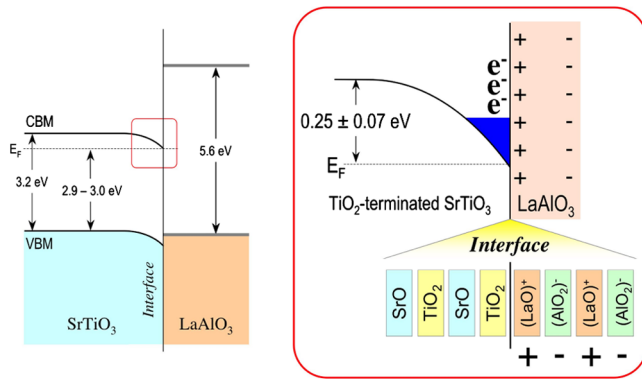 CBM
E_F
3.2 eV
2.9 – 3.0 eV
5.6 eV
VBM
Interface
SrTiO₃
LaAlO₃
+ -
e⁻ + -
e⁻
e⁻ + -
0.25 ± 0.07 eV + -
+ -
E_F + -
TiO₂-terminated SrTiO₃ LaAlO₃
Interface
SrO TiO₂ SrO TiO₂ (LaO)⁺ (AlO₂)⁻ (LaO)⁺ (AlO₂)⁻
+ - + -